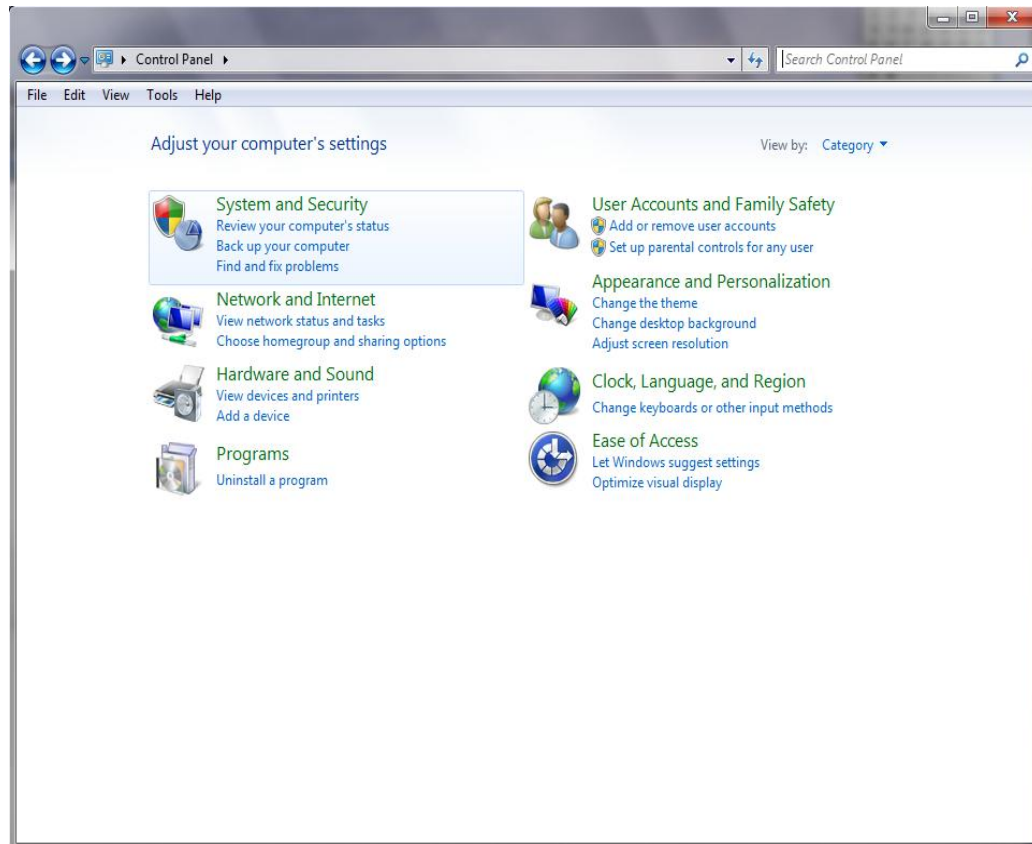 Control Panel
Search Control Panel
File Edit View Tools Help
Adjust your computer's settings
View by: Category
System and Security
Review your computer's status
Back up your computer
Find and fix problems
Network and Internet
View network status and tasks
Choose homegroup and sharing options
Hardware and Sound
View devices and printers
Add a device
Programs
Uninstall a program
User Accounts and Family Safety
Add or remove user accounts
Set up parental controls for any user
Appearance and Personalization
Change the theme
Change desktop background
Adjust screen resolution
Clock, Language, and Region
Change keyboards or other input methods
Ease of Access
Let Windows suggest settings
Optimize visual display